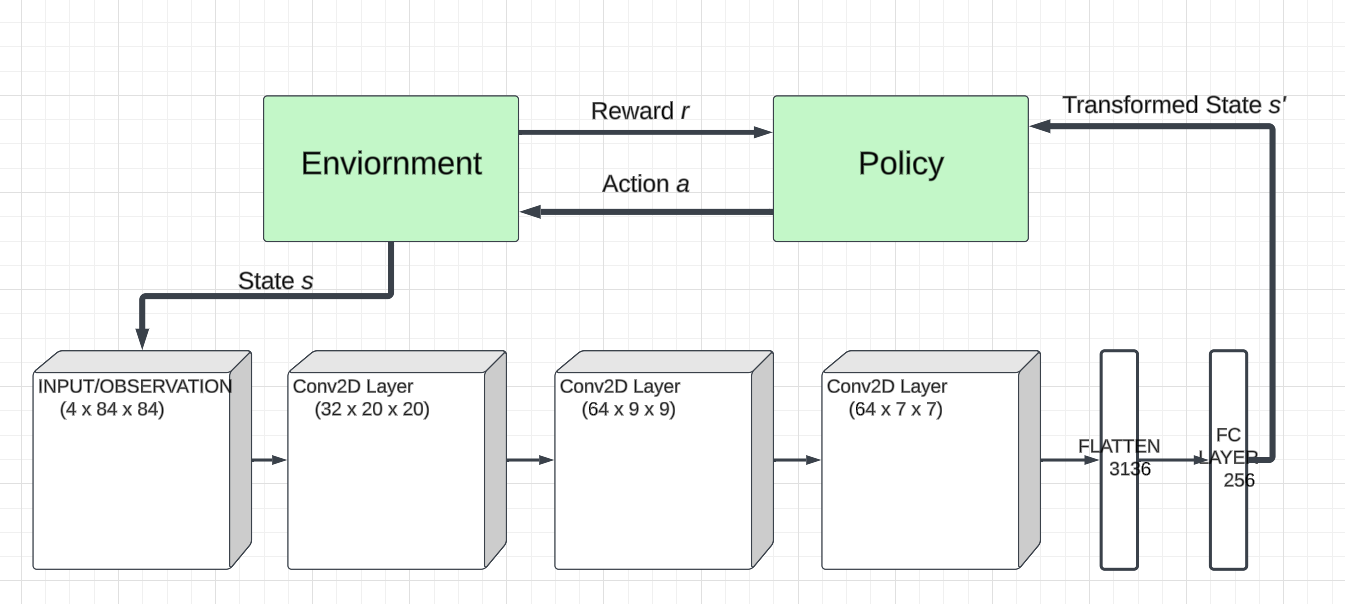 Reward r
Transformed State s'
Enviornment
Policy
Action a
State s
INPUT/OBSERVATION
(4 x 84 x 84)
Conv2D Layer
(32 x 20 x 20)
Conv2D Layer
(64 x 9 x 9)
Conv2D Layer
(64 x 7 x 7)
FLATTEN
3136
FC
LAYER
256